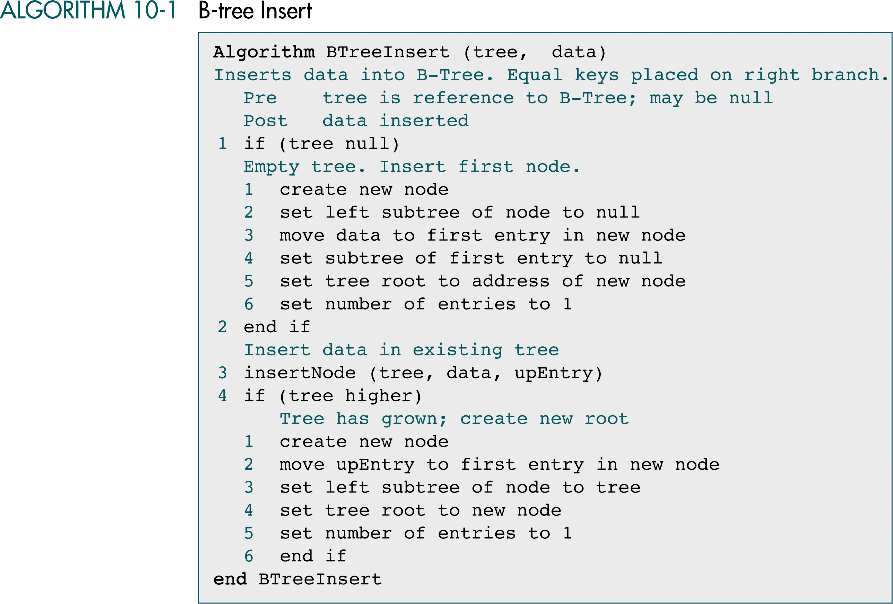 ALGORITHM 10-1 B-tree Insert
Algorithm BTreeInsert (tree, data)
Inserts data into B-Tree. Equal keys placed on right branch.
Pre tree is reference to B-Tree; may be null
Post data inserted
1 if (tree null)
Empty tree. Insert first node.
1 create new node
2 set left subtree of node to null
3 move data to first entry in new node
4 set subtree of first entry to null
5 set tree root to address of new node
6 set number of entries to 1
2 end if
Insert data in existing tree
3 insertNode (tree, data, upEntry)
4 if (tree higher)
Tree has grown; create new root
1 create new node
2 move upEntry to first entry in new node
3 set left subtree of node to tree
4 set tree root to new node
5 set number of entries to 1
6 end if
end BTreeInsert